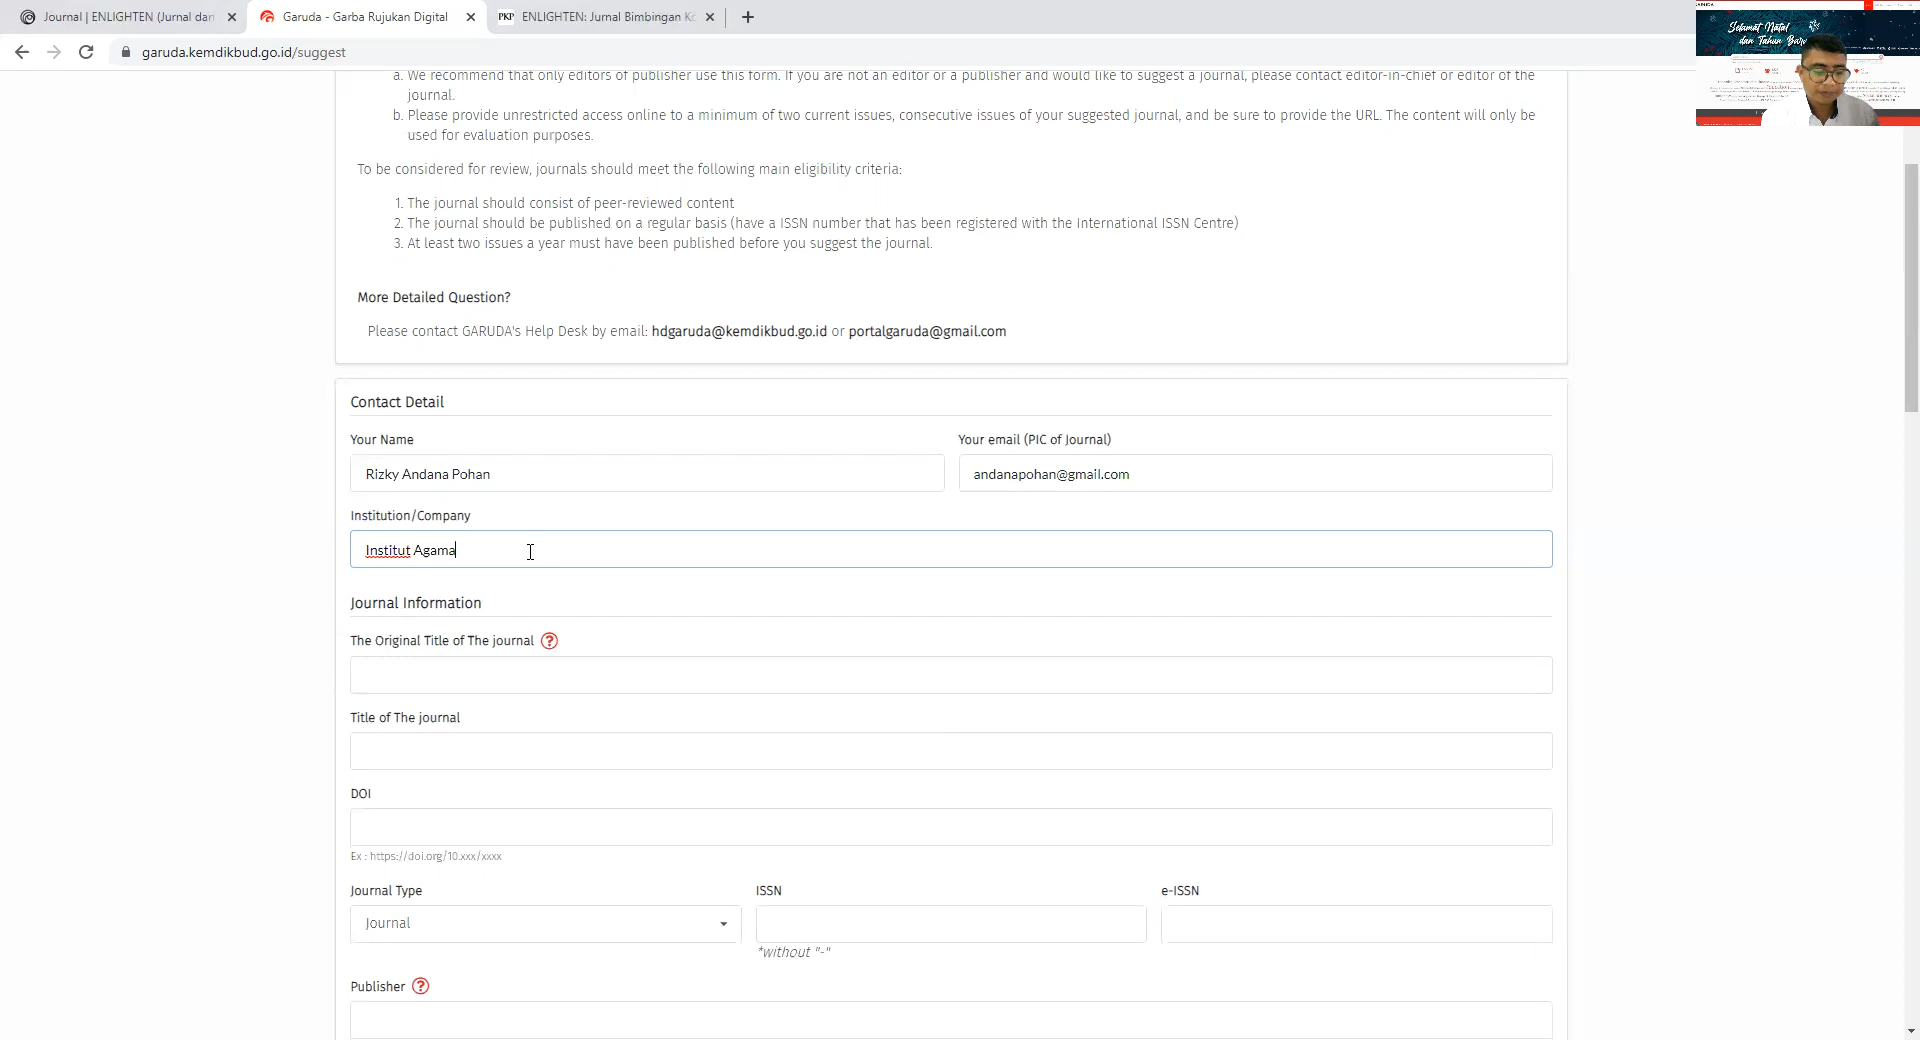 Journal | ENLIGHTEN (Jurnal dan
Garuda - Garba Rujukan Digital
PKP ENLIGHTEN: Jurnal Bimbingan Ko
garuda.kemdikbud.go.id/suggest
Selamat Natal
dan Tahun Baru
a. We recommend that only editors of publisher use this form. If you are not an editor or a publisher and would like to suggest a journal, please contact editor-in-chief or editor of the
journal.
b. Please provide unrestricted access online to a minimum of two current issues, consecutive issues of your suggested journal, and be sure to provide the URL. The content will only be
used for evaluation purposes.
To be considered for review, journals should meet the following main eligibility criteria:
1. The journal should consist of peer-reviewed content
2. The journal should be published on a regular basis (have a ISSN number that has been registered with the International ISSN Centre)
3. At least two issues a year must have been published before you suggest the journal.
More Detailed Question?
Please contact GARUDA's Help Desk by email: hdgaruda@kemdikbud.go.id or portalgaruda@gmail.com
Contact Detail
Your Name
Your email (PIC of Journal)
Rizky Andana Pohan
andanapohan@gmail.com
Institution/Company
Institut Agama
Journal Information
The Original Title of The journal ?
Title of The journal
DOI
Ex : https://doi.org/10.xxx/xxxx
Journal Type
ISSN
e-ISSN
Journal
*without "-"
Publisher ?